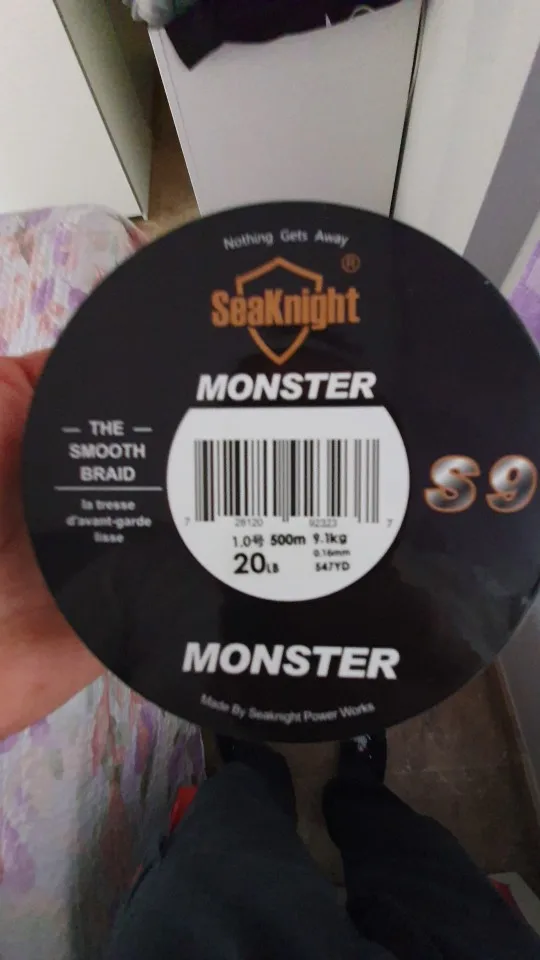 Nothing Gets Away
SeaKnight®
MONSTER
— THE —
SMOOTH
BRAID
la tresse
d'avant-garde
lisse
S9
7 28120 92323 7
1.0号 500m 9.1kg
0.16mm
20LB 547YD
MONSTER
Made By Seaknight Power Works